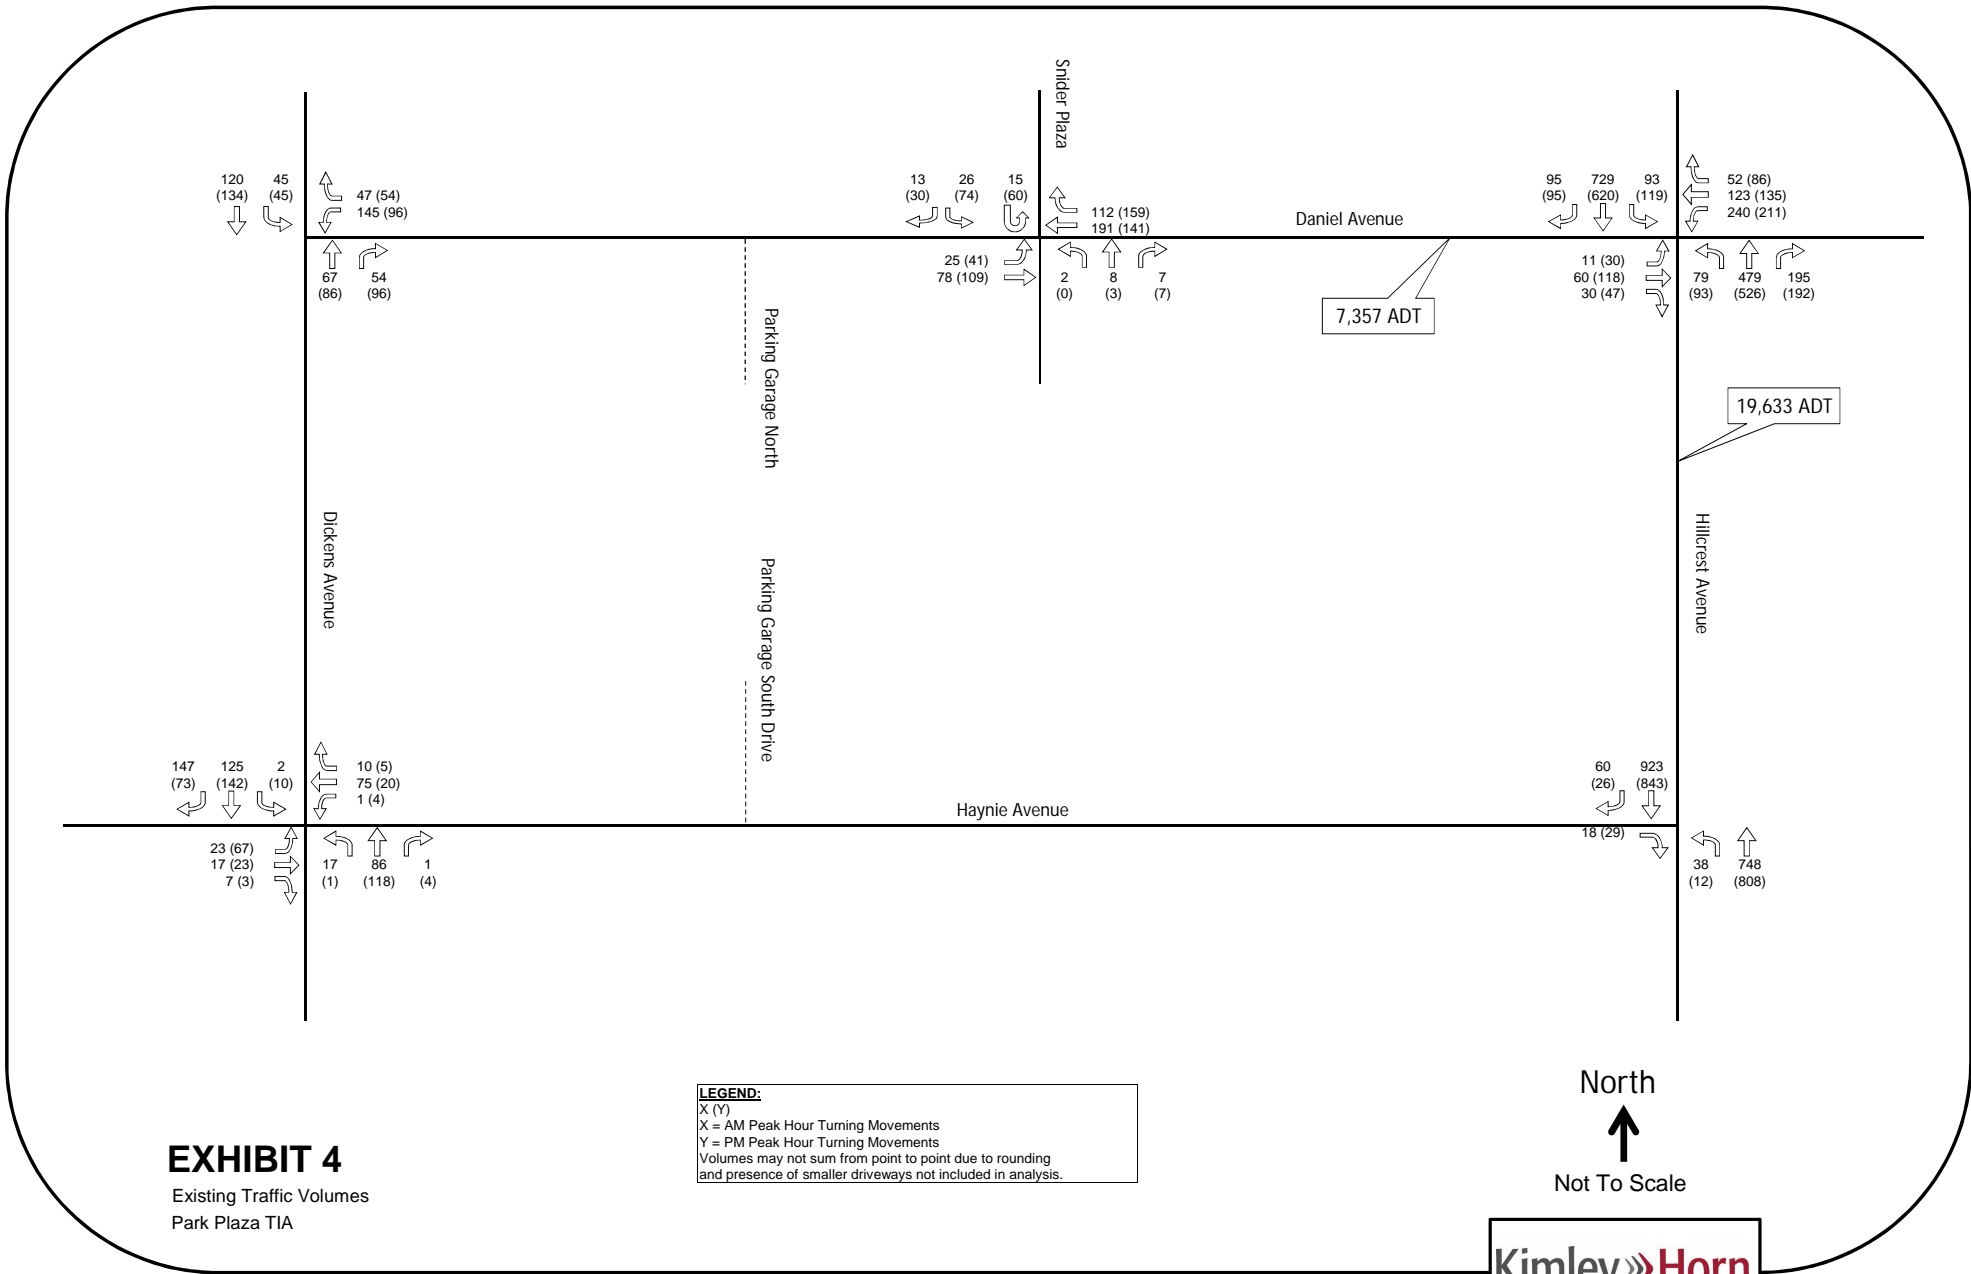 Snider Plaza
120 45
(134) (45)
47 (54)
145 (96)
67 54
(86) (96)
13 26 15
(30) (74) (60)
112 (159)
191 (141)
25 (41)
78 (109)
2 8 7
(0) (3) (7)
Daniel Avenue
95 729 93
(95) (620) (119)
52 (86)
123 (135)
240 (211)
11 (30)
60 (118)
30 (47)
79 479 195
(93) (526) (192)
7,357 ADT
19,633 ADT
Parking Garage North
Dickens Avenue
Parking Garage South Drive
Hillcrest Avenue
147 125 2
(73) (142) (10)
10 (5)
75 (20)
1 (4)
23 (67)
17 (23)
7 (3)
17 86 1
(1) (118) (4)
Haynie Avenue
60 923
(26) (843)
18 (29)
38 748
(12) (808)
LEGEND:
X (Y)
X = AM Peak Hour Turning Movements
Y = PM Peak Hour Turning Movements
Volumes may not sum from point to point due to rounding
and presence of smaller driveways not included in analysis.
North
Not To Scale
EXHIBIT 4
Existing Traffic Volumes
Park Plaza TIA
Kimley»Horn